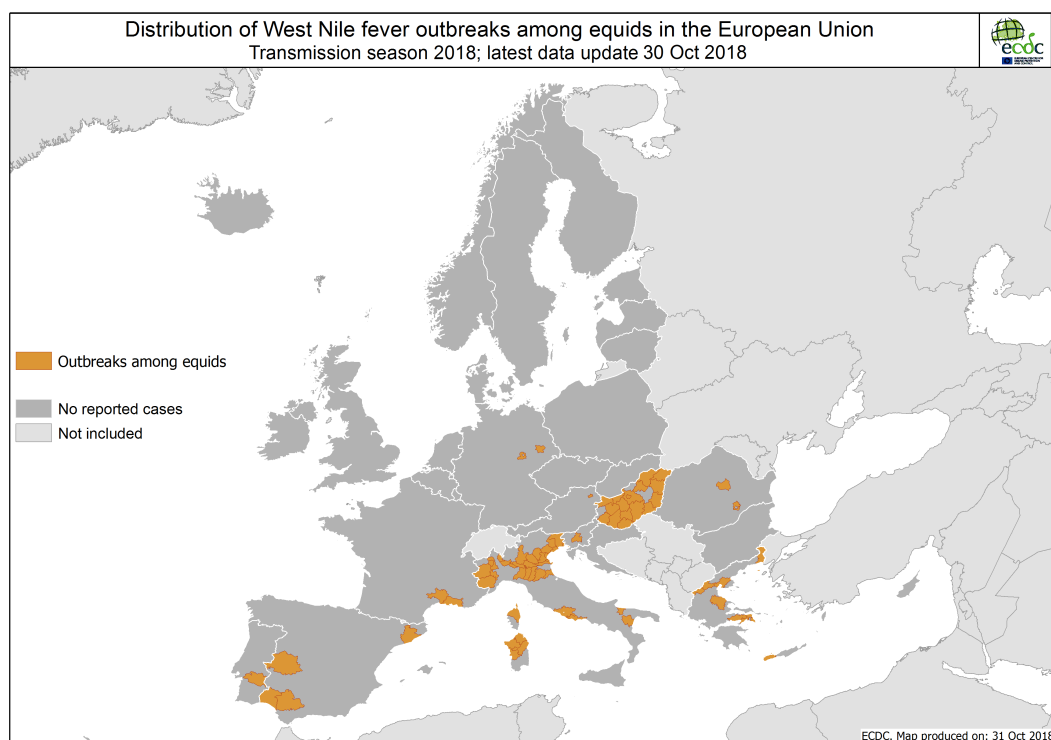 Distribution of West Nile fever outbreaks among equids in the European Union
Transmission season 2018; latest data update 30 Oct 2018
ecdc
Outbreaks among equids
No reported cases
Not included
ECDC. Map produced on: 31 Oct 2018